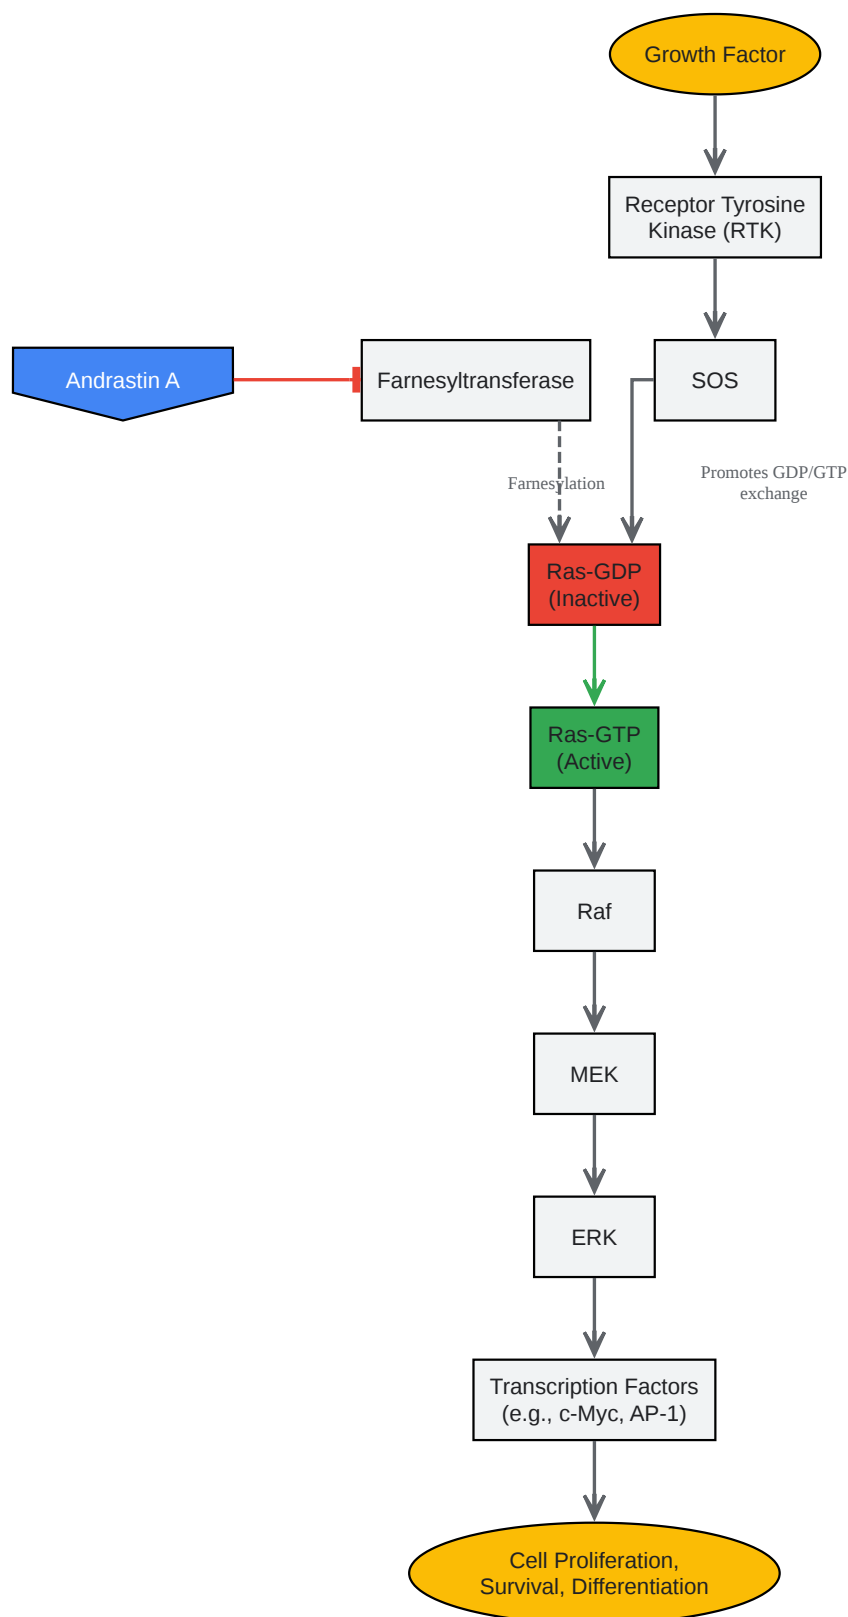 Growth Factor
Receptor Tyrosine
Kinase (RTK)
Andrastin A
Farnesyltransferase
SOS
Farnesylation
Promotes GDP/GTP
exchange
Ras-GDP
(Inactive)
Ras-GTP
(Active)
Raf
MEK
ERK
Transcription Factors
(e.g., c-Myc, AP-1)
Cell Proliferation,
Survival, Differentiation